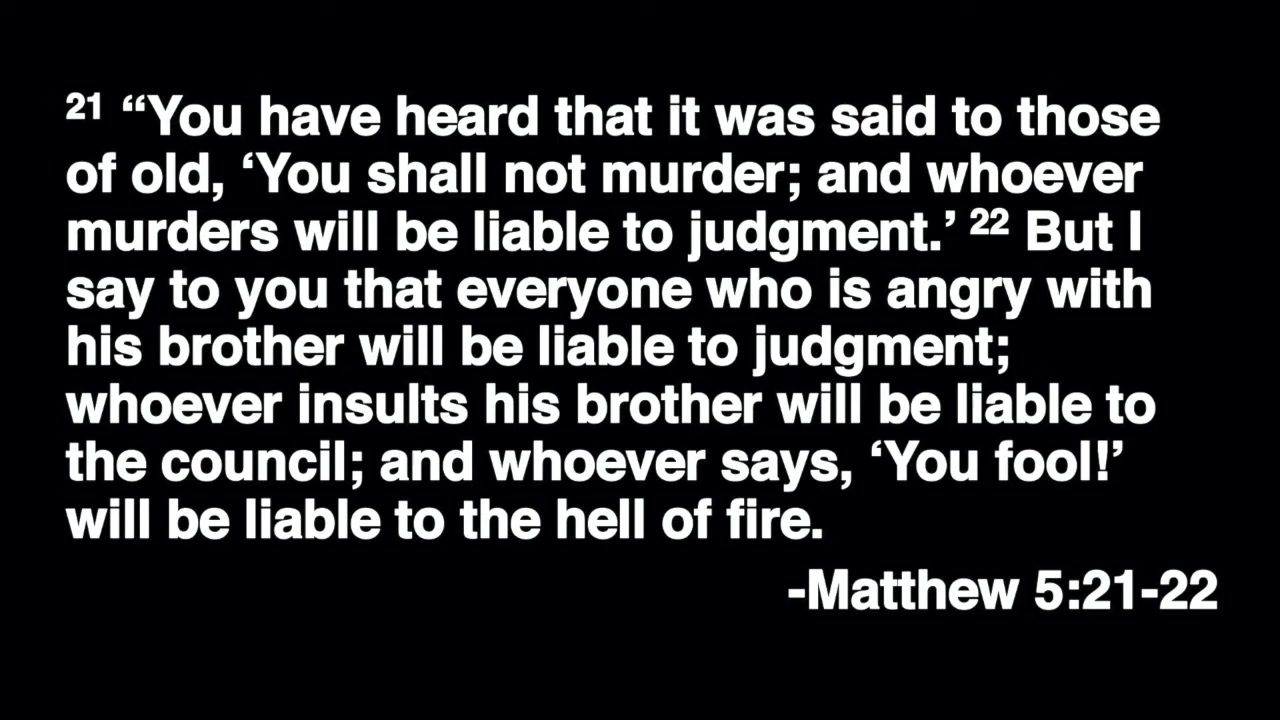 ²¹ “You have heard that it was said to those
of old, ‘You shall not murder; and whoever
murders will be liable to judgment.’ ²² But I
say to you that everyone who is angry with
his brother will be liable to judgment;
whoever insults his brother will be liable to
the council; and whoever says, ‘You fool!’
will be liable to the hell of fire.
-Matthew 5:21-22